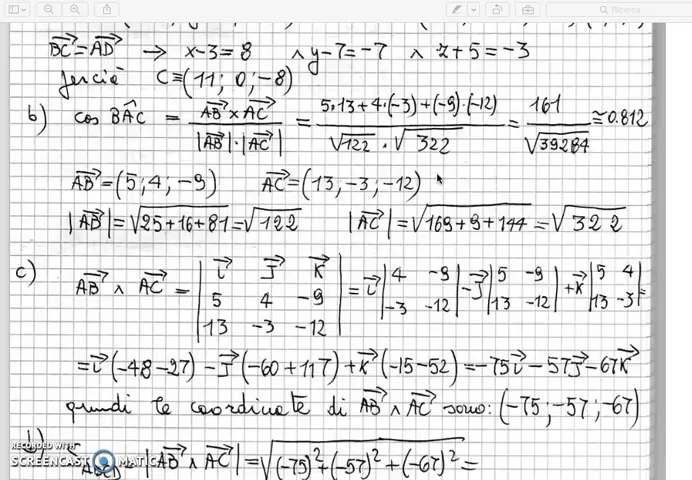 Ricerca
BC = AD → x-3 = 8 ∧ y-7 = -7 ∧ z+5 = -3
perciò C ≡ (11; 0; -8)
b) cos BÂC = AB × AC / |AB|·|AC| = 5·13+4·(-3)+(-9)·(-12) / √122 · √322 = 161 / √39284 ≅ 0.812
AB = (5; 4; -9) AC = (13, -3; -12)
|AB| = √25+16+81 = √122 |AC| = √169+9+144 = √322
c) AB ∧ AC = | i j k | = i | 4 -9 | - j | 5 -9 | + k | 5 4 | =
5 4 -9 -3 -12 13 -12 13 -3
13 -3 -12
= i (-48-27) - j (-60+117) + k (-15-52) = -75 i - 57 j - 67 k
quindi le coordinate di AB ∧ AC sono: (-75; -57; -67)
d) ABCD = |AB ∧ AC| = √(-75)²+(-57)²+(-67)² =
RECORDED WITH
SCREENCAST MATIC